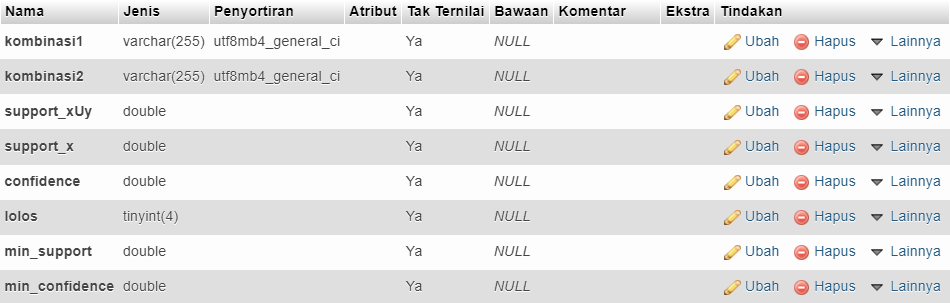 Nama Jenis Penyortiran Atribut Tak Ternilai Bawaan Komentar Ekstra Tindakan
kombinasi1 varchar(255) utf8mb4_general_ci Ya NULL Ubah Hapus Lainnya
kombinasi2 varchar(255) utf8mb4_general_ci Ya NULL Ubah Hapus Lainnya
support_xUy double Ya NULL Ubah Hapus Lainnya
support_x double Ya NULL Ubah Hapus Lainnya
confidence double Ya NULL Ubah Hapus Lainnya
lolos tinyint(4) Ya NULL Ubah Hapus Lainnya
min_support double Ya NULL Ubah Hapus Lainnya
min_confidence double Ya NULL Ubah Hapus Lainnya